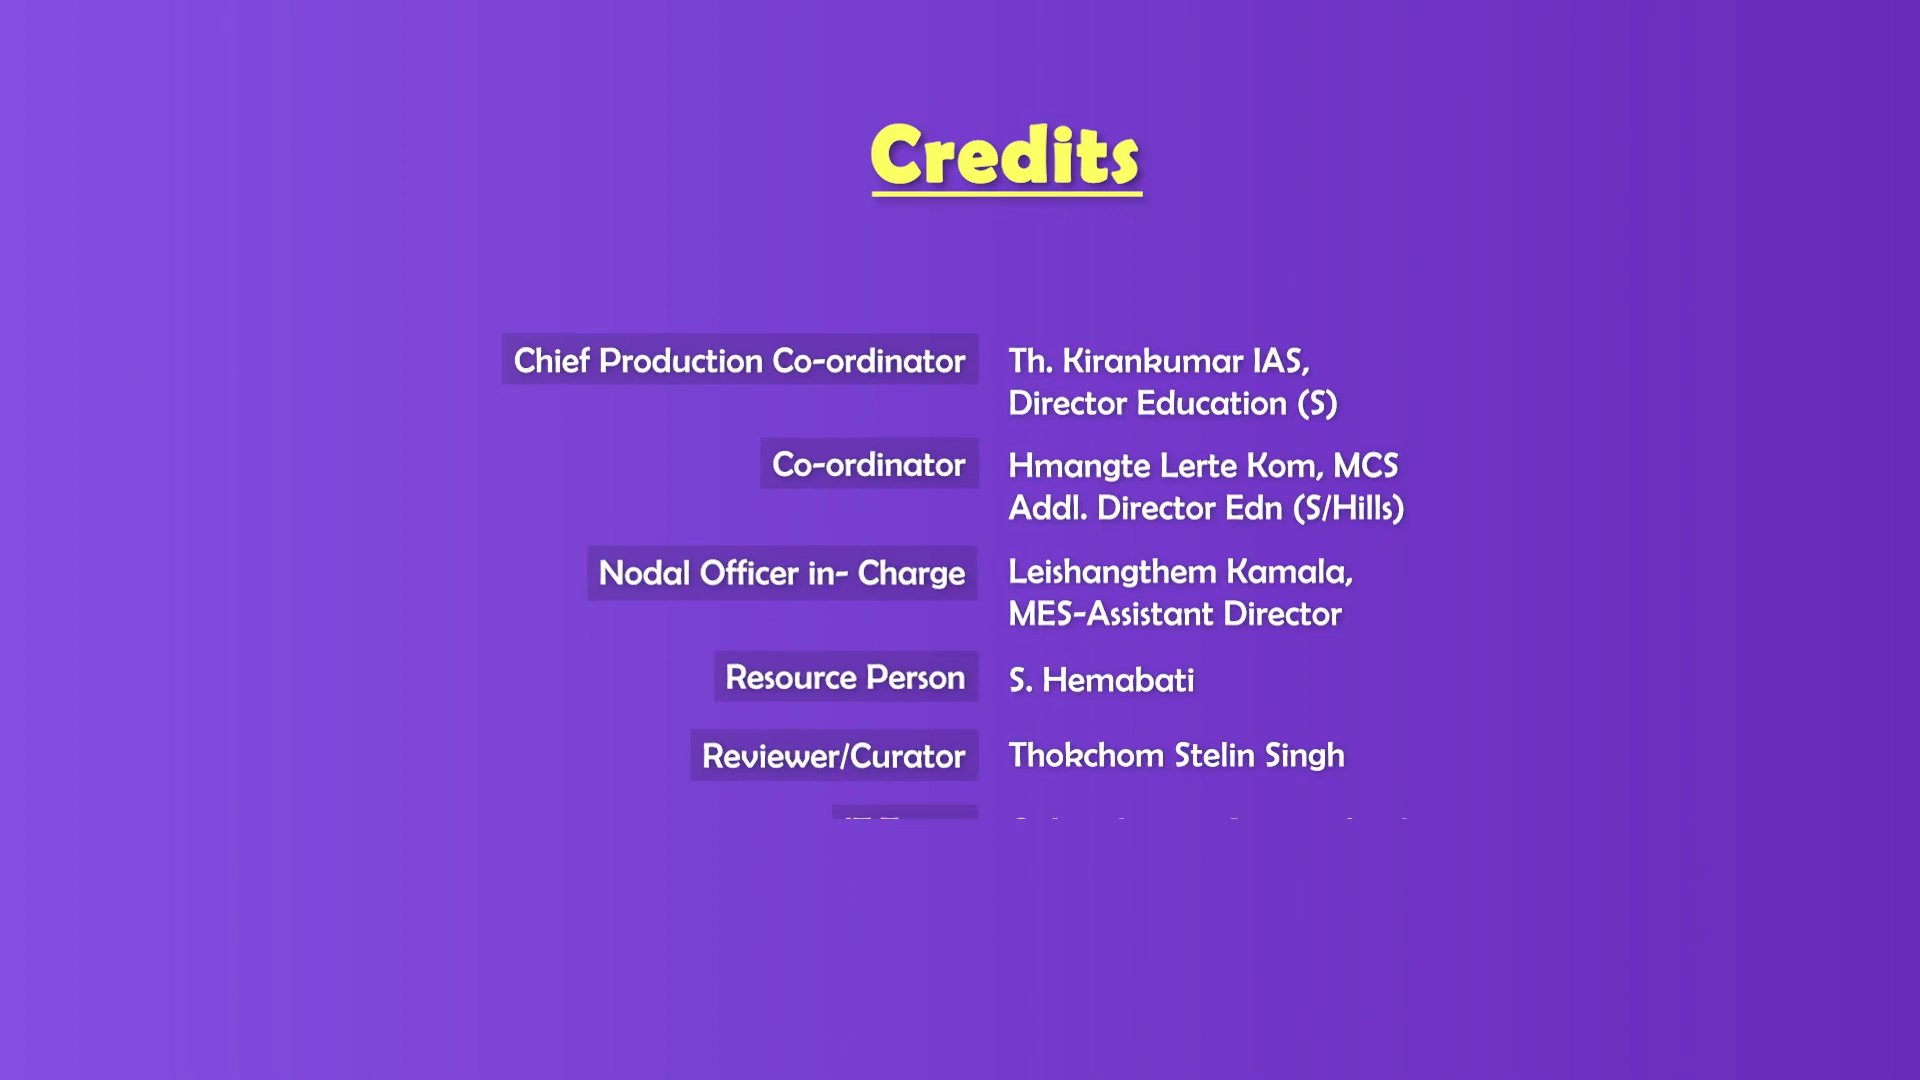 Credits
Chief Production Co-ordinator Th. Kirankumar IAS,
Director Education (S)
Co-ordinator Hmangte Lerte Kom, MCS
Addl. Director Edn (S/Hills)
Nodal Officer in- Charge Leishangthem Kamala,
MES-Assistant Director
Resource Person S. Hemabati
Reviewer/Curator Thokchom Stelin Singh